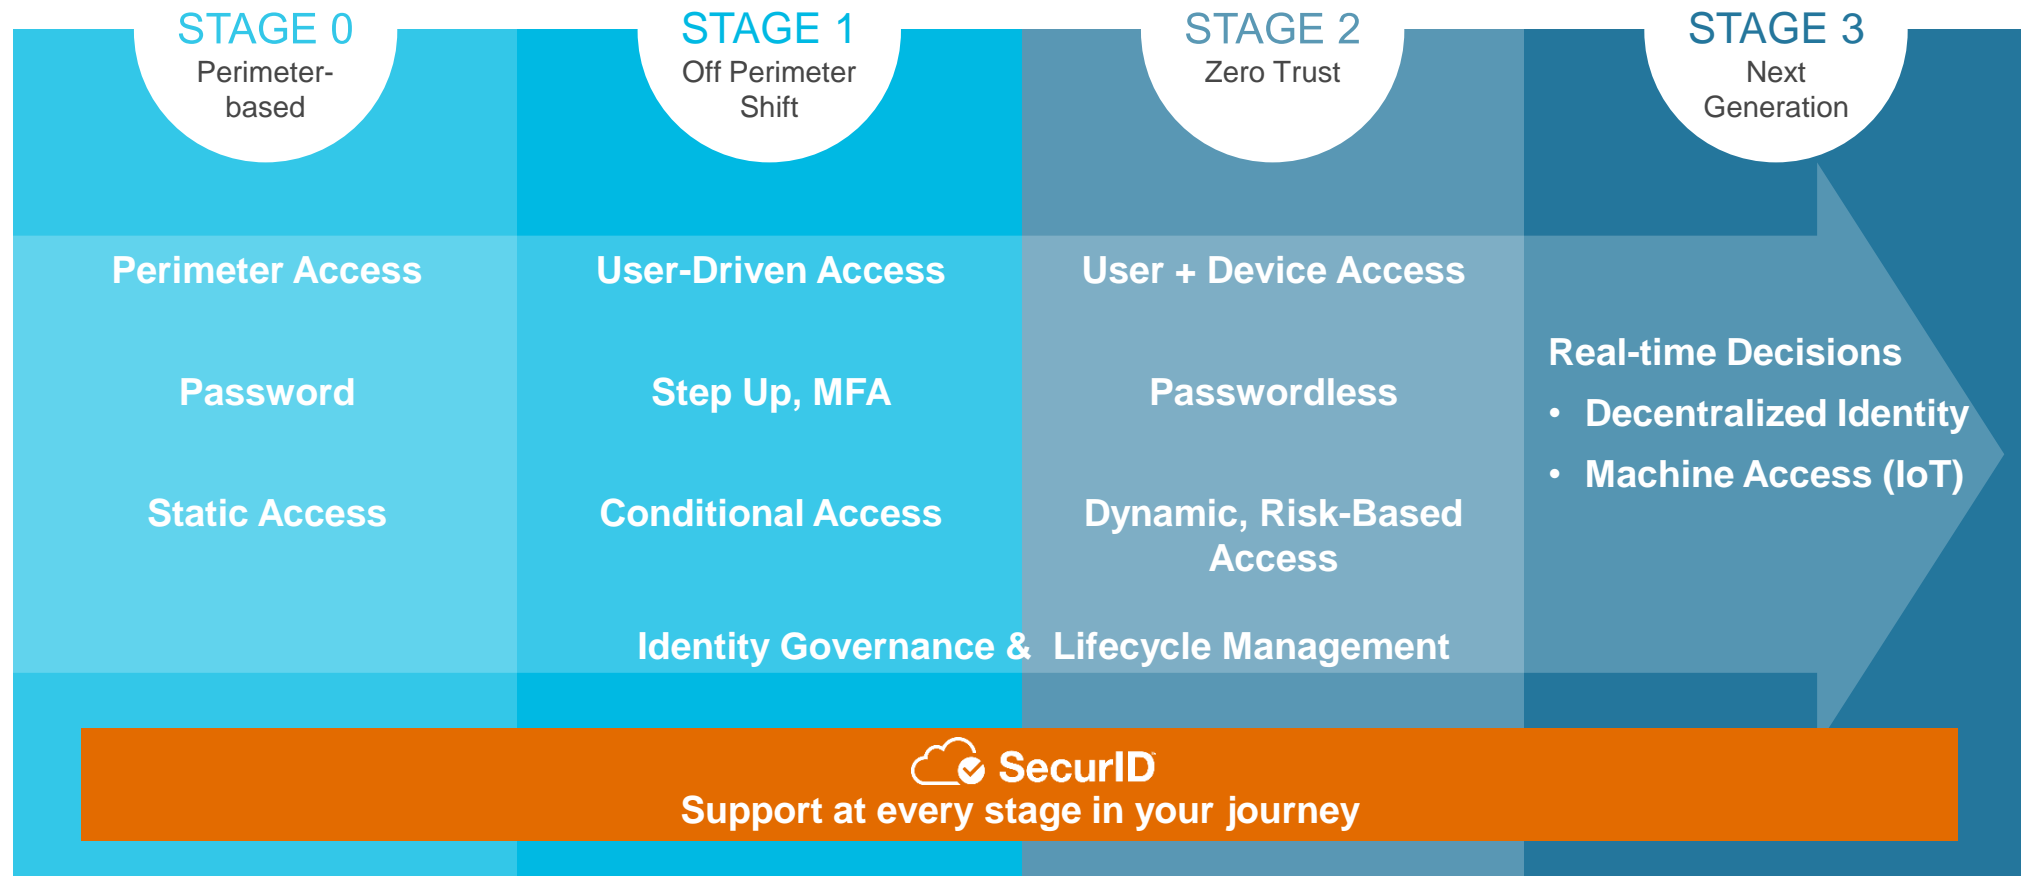 STAGE 0
Perimeter-
based
STAGE 1
Off Perimeter
Shift
STAGE 2
Zero Trust
STAGE 3
Next
Generation
Perimeter Access
Password
Static Access
User-Driven Access
Step Up, MFA
Conditional Access
User + Device Access
Passwordless
Dynamic, Risk-Based
Access
Identity Governance & Lifecycle Management
Real-time Decisions
• Decentralized Identity
• Machine Access (IoT)
SecurID™
Support at every stage in your journey